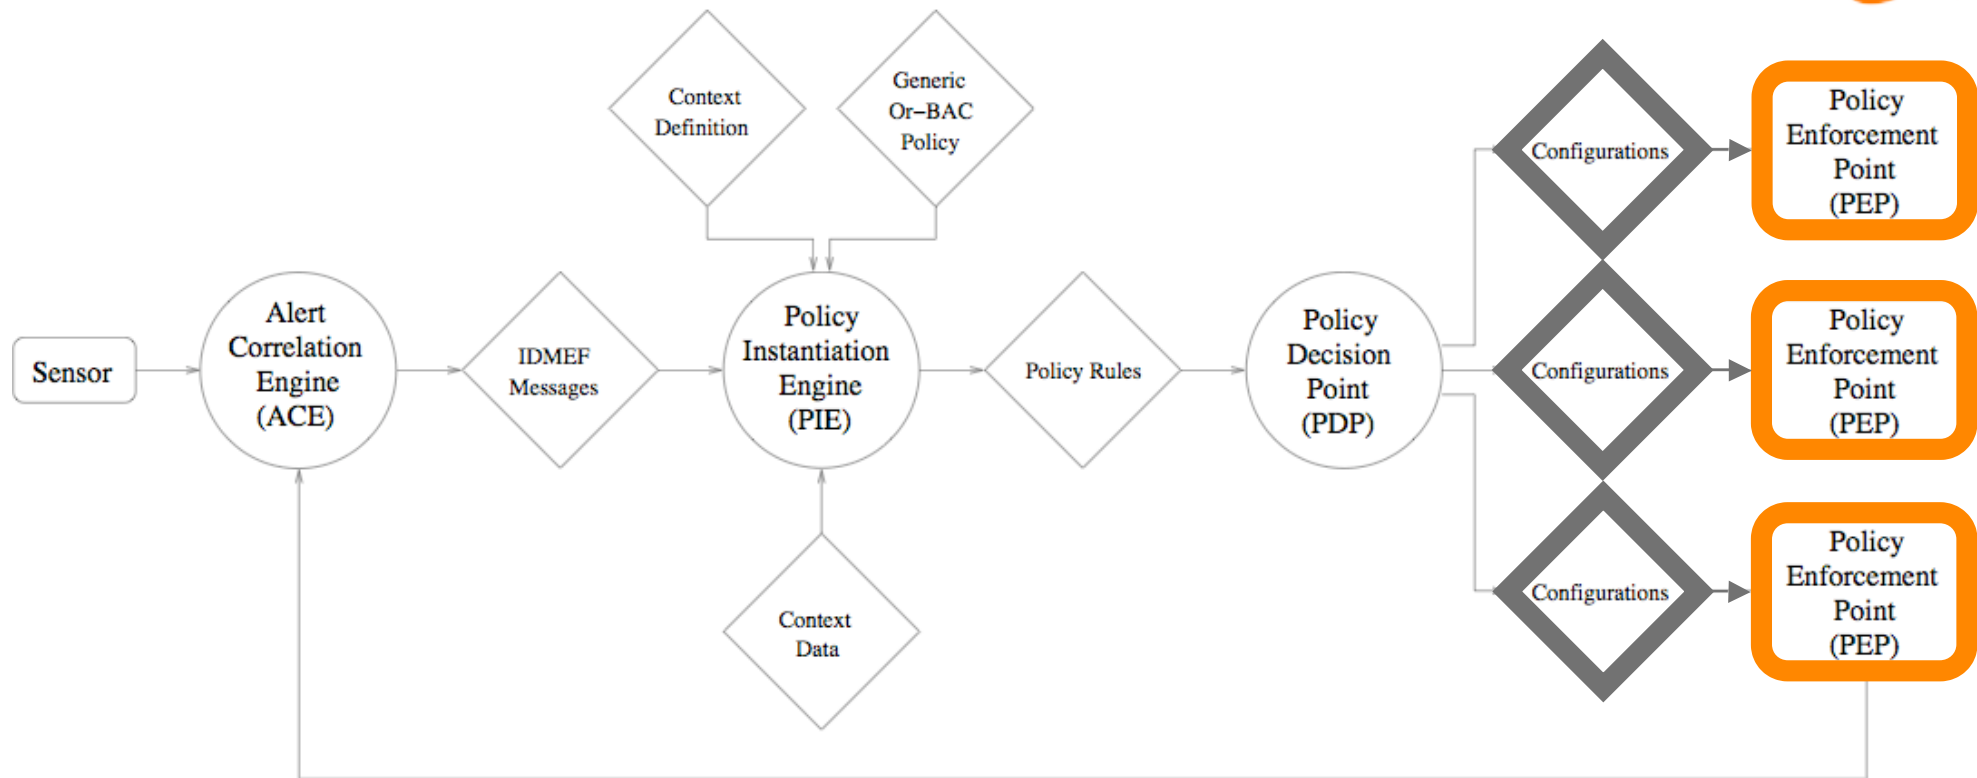 Context
Definition
Generic
Or−BAC
Policy
Sensor
Alert
Correlation
Engine
(ACE)
IDMEF
Messages
Policy
Instantiation
Engine
(PIE)
Context
Data
Policy Rules
Policy
Decision
Point
(PDP)
Configurations
Policy
Enforcement
Point
(PEP)
Configurations
Policy
Enforcement
Point
(PEP)
Configurations
Policy
Enforcement
Point
(PEP)